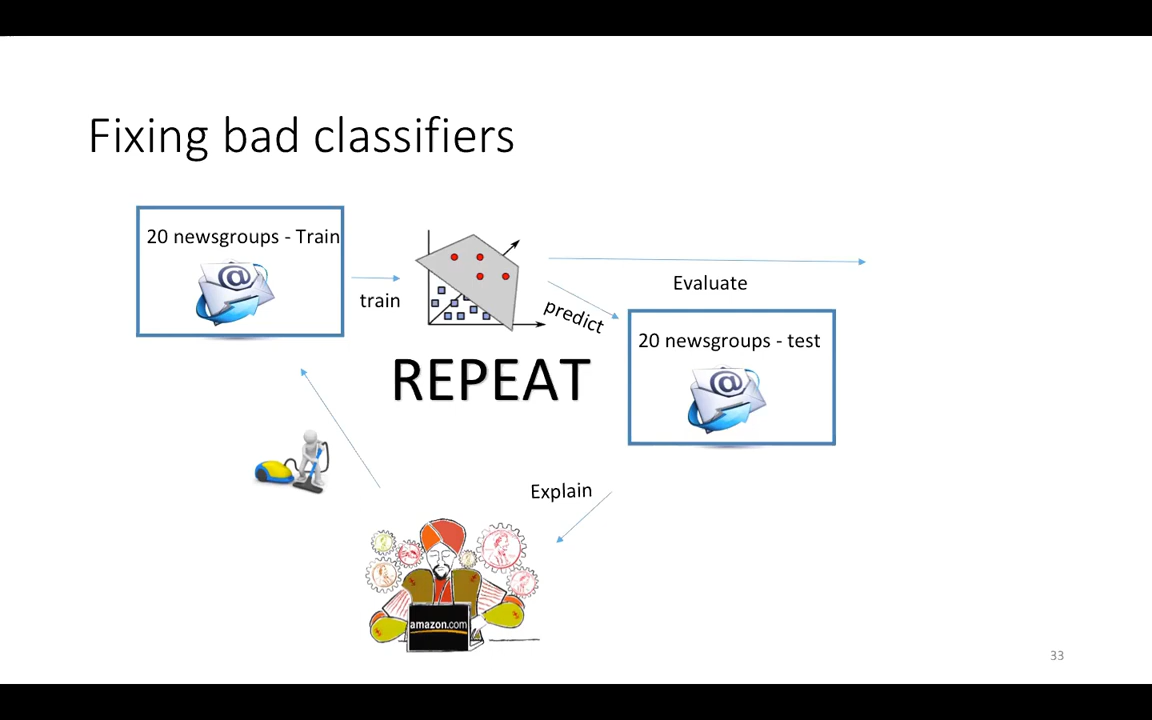 Fixing bad classifiers
20 newsgroups - Train
train
Evaluate
predict
20 newsgroups - test
REPEAT
Explain
amazon.com
33